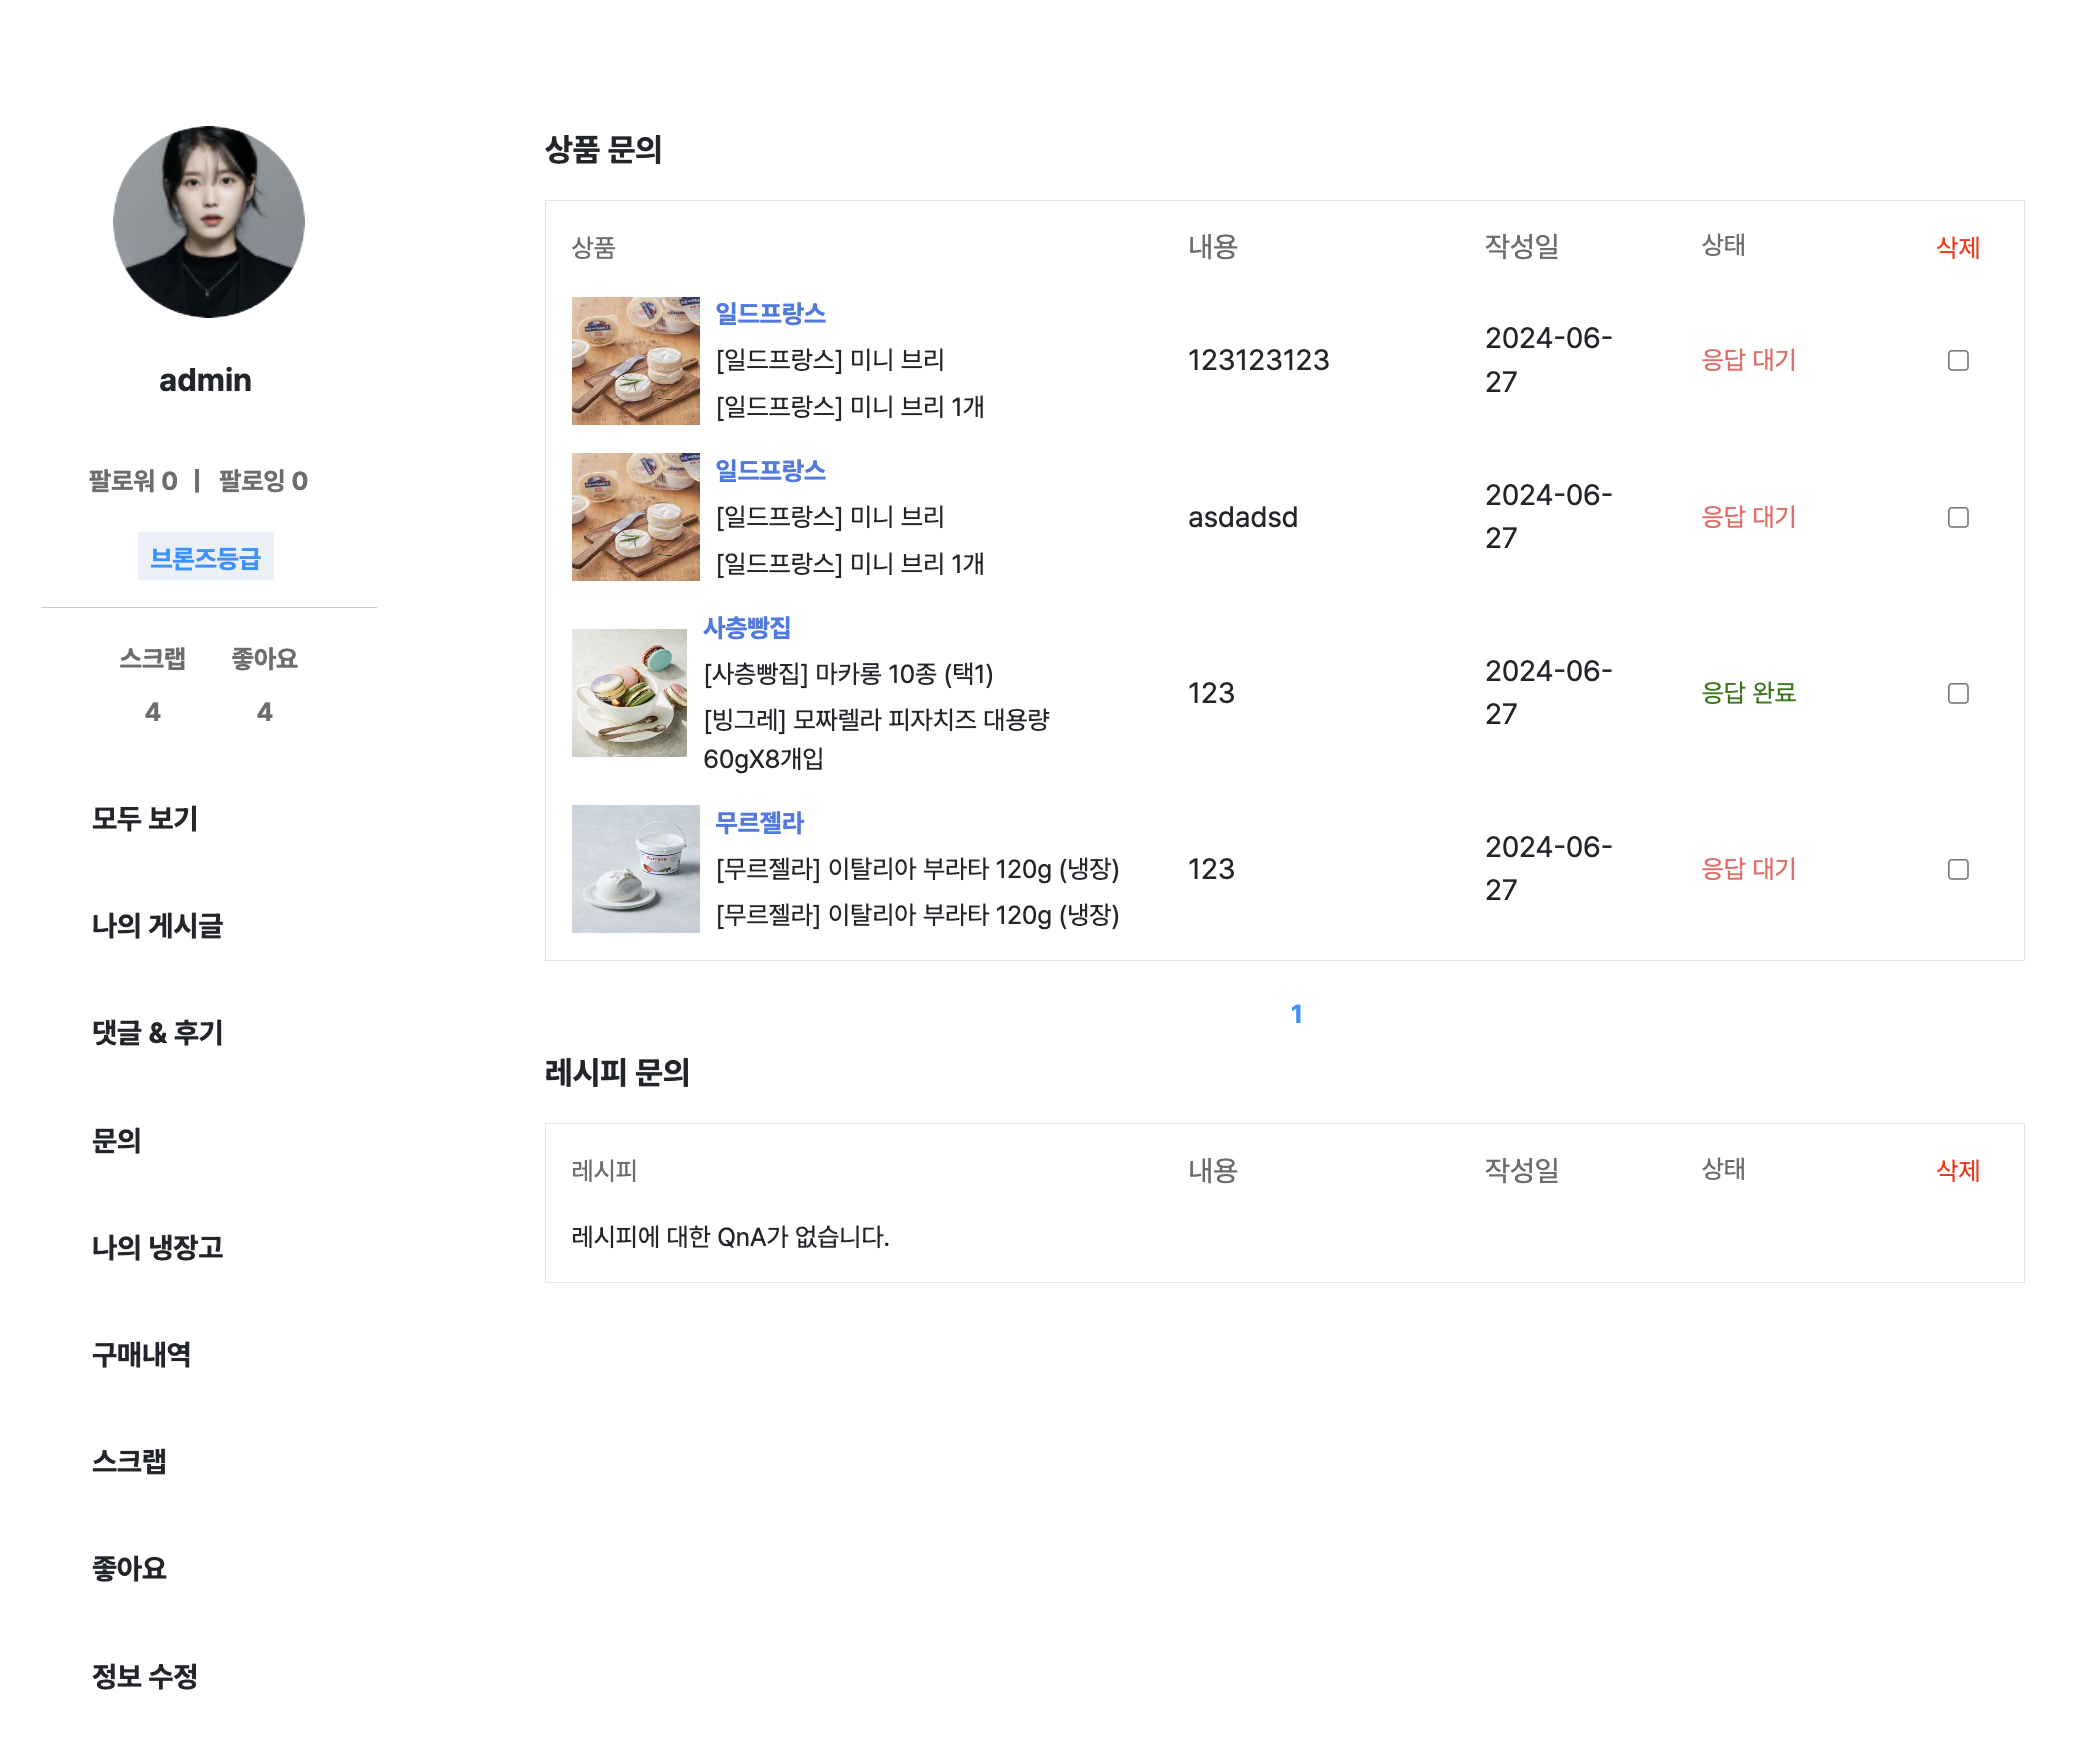 admin
팔로워 0 | 팔로잉 0
브론즈등급
스크랩 좋아요
4 4
모두 보기
나의 게시글
댓글 & 후기
문의
나의 냉장고
구매내역
스크랩
좋아요
정보 수정
상품 문의
상품 내용 작성일 상태 삭제
일드프랑스
[일드프랑스] 미니 브리
[일드프랑스] 미니 브리 1개
123123123
2024-06-
27
응답 대기
일드프랑스
[일드프랑스] 미니 브리
[일드프랑스] 미니 브리 1개
asdadsd
2024-06-
27
응답 대기
사층빵집
[사층빵집] 마카롱 10종 (택1)
[빙그레] 모짜렐라 피자치즈 대용량
60gX8개입
123
2024-06-
27
응답 완료
무르젤라
[무르젤라] 이탈리아 부라타 120g (냉장)
[무르젤라] 이탈리아 부라타 120g (냉장)
123
2024-06-
27
응답 대기
1
레시피 문의
레시피 내용 작성일 상태 삭제
레시피에 대한 QnA가 없습니다.